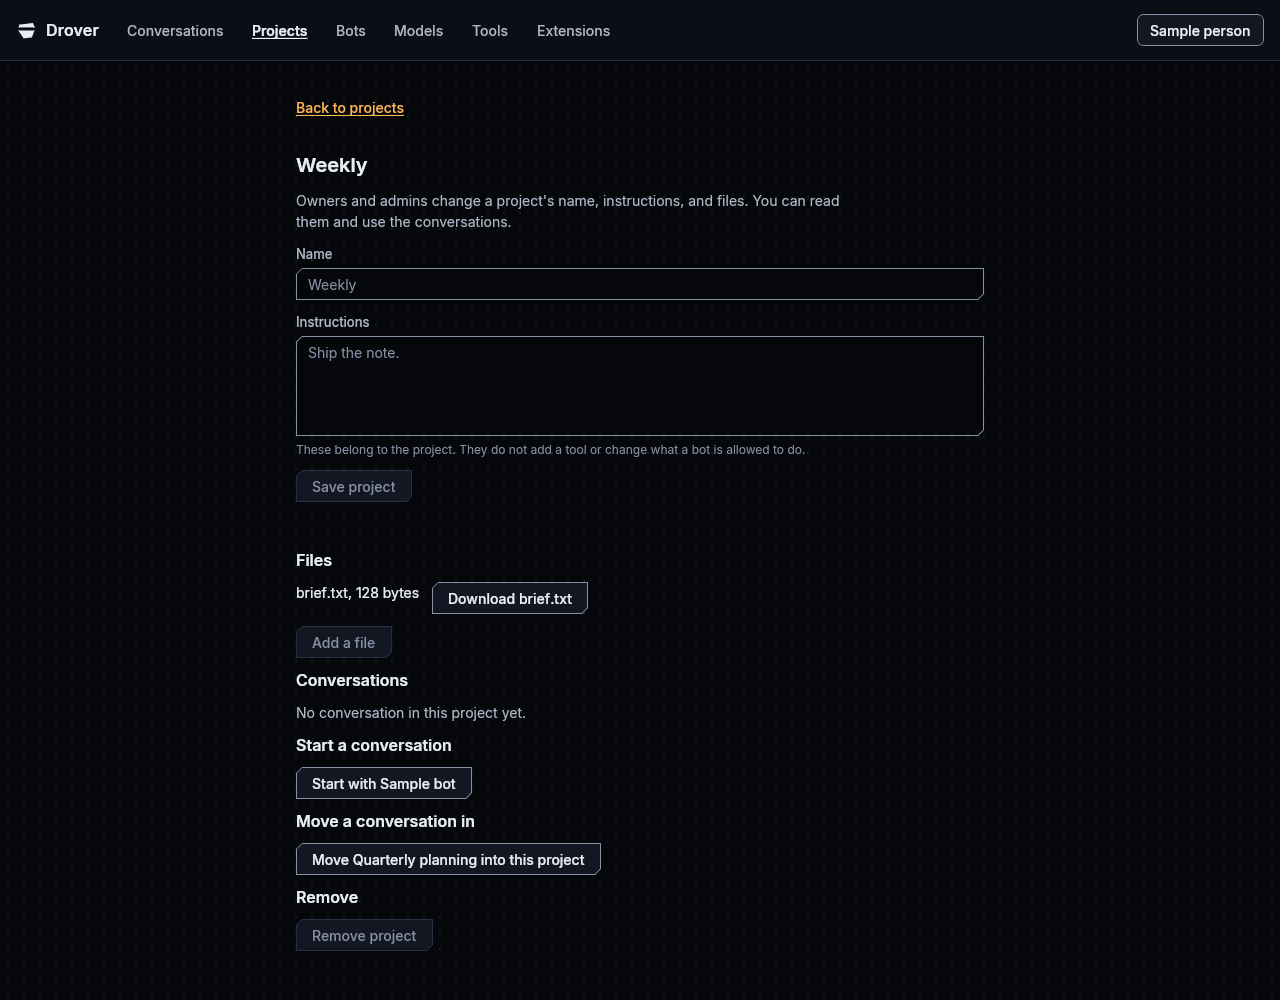 Drover
Conversations
Projects
Bots
Models
Tools
Extensions
Sample person
Back to projects
Weekly
Owners and admins change a project's name, instructions, and files. You can read
them and use the conversations.
Name
Weekly
Instructions
Ship the note.
These belong to the project. They do not add a tool or change what a bot is allowed to do.
Save project
Files
brief.txt, 128 bytes
Download brief.txt
Add a file
Conversations
No conversation in this project yet.
Start a conversation
Start with Sample bot
Move a conversation in
Move Quarterly planning into this project
Remove
Remove project